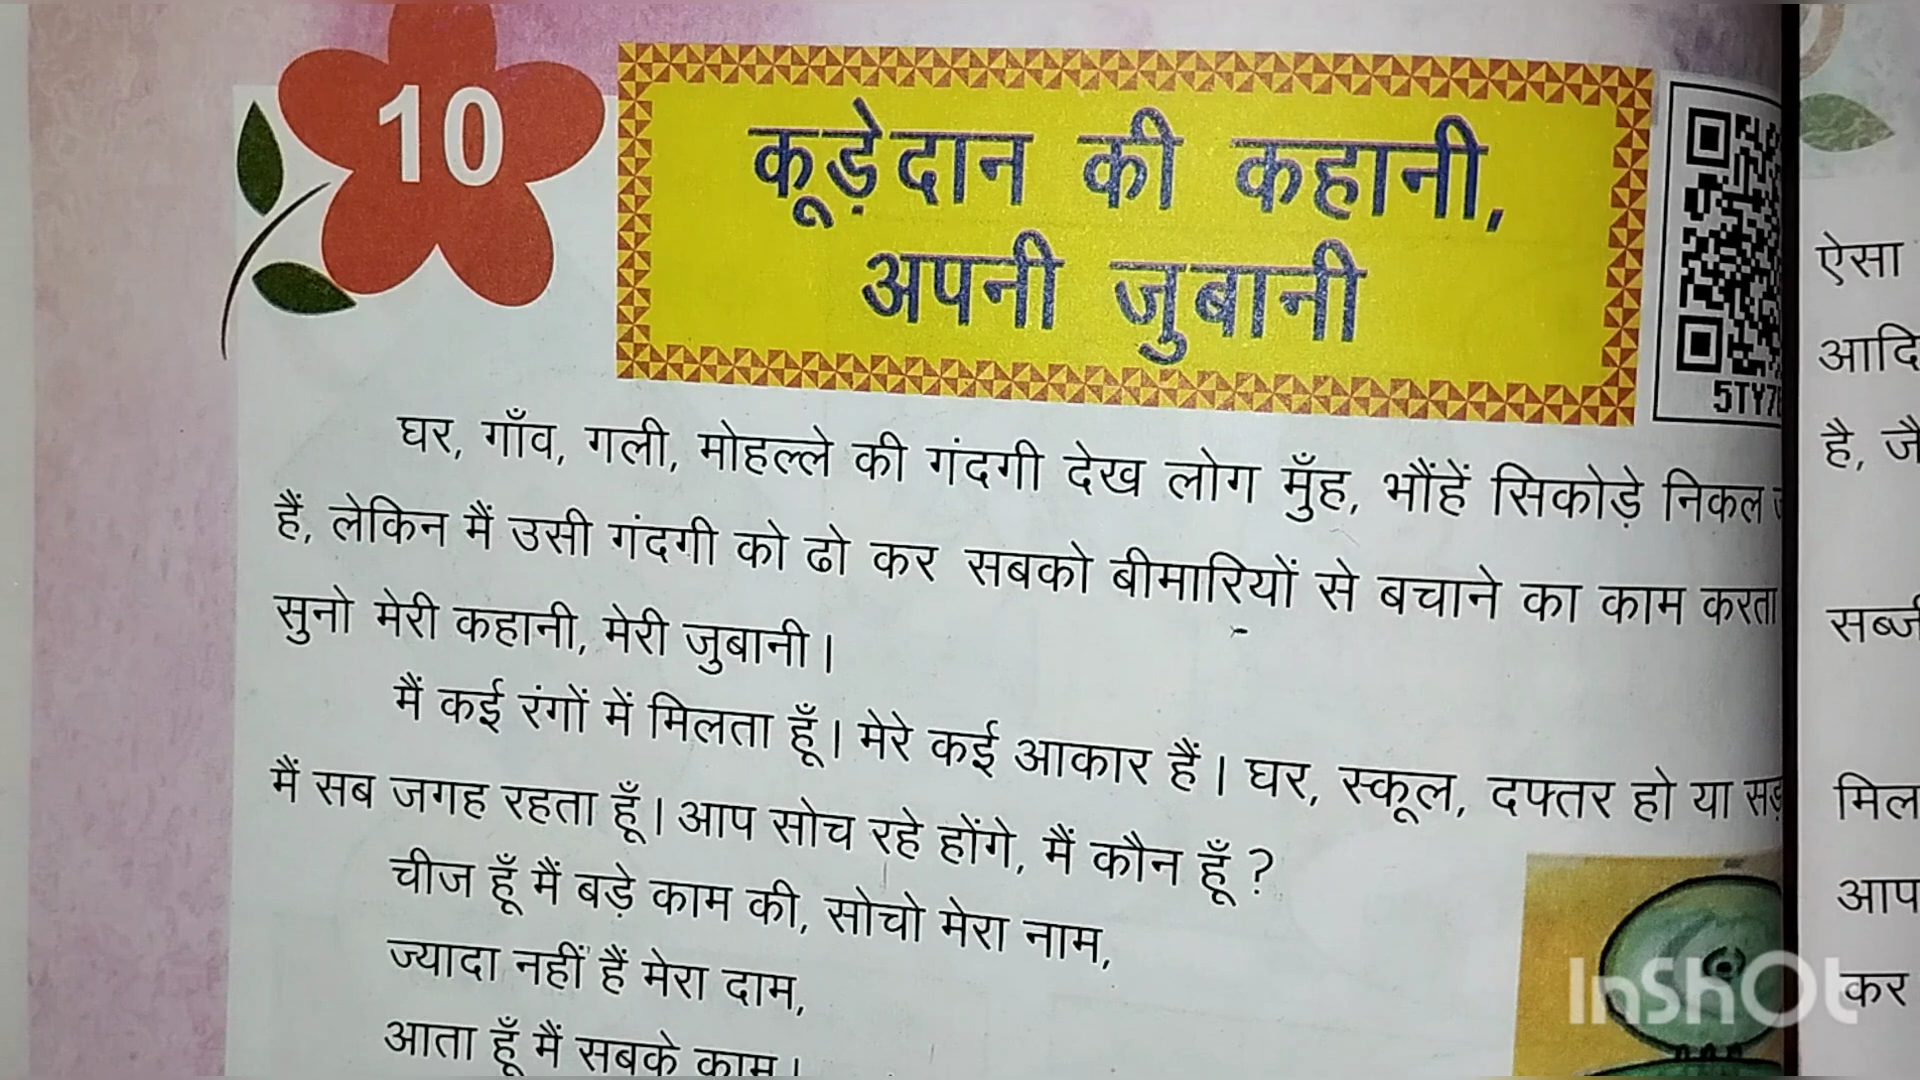 10
कूड़ेदान की कहानी,
अपनी जुबानी
5TY7
घर, गाँव, गली, मोहल्ले की गंदगी देख लोग मुँह, भौंहें सिकोड़े निकल
हैं, लेकिन मैं उसी गंदगी को ढो कर सबको बीमारियों से बचाने का काम करता
सुनो मेरी कहानी, मेरी जुबानी।
मैं कई रंगों में मिलता हूँ। मेरे कई आकार हैं। घर, स्कूल, दफ्तर हो या
मैं सब जगह रहता हूँ। आप सोच रहे होंगे, मैं कौन हूँ?
चीज हूँ मैं बड़े काम की, सोचो मेरा नाम,
ज्यादा नहीं हैं मेरा दाम,
आता हूँ मैं सबके काम।
ऐसा
आदि
है,
मिल
आप
कर
InShOt